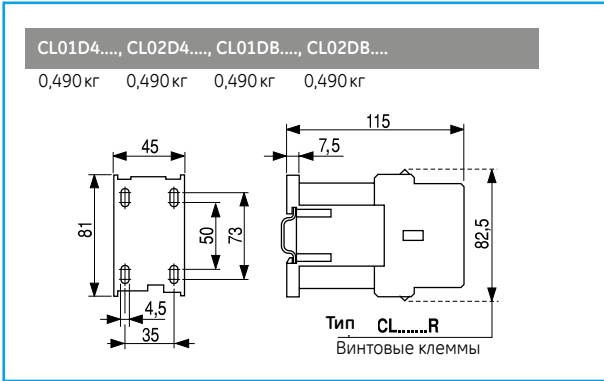 CL01D4...., CL02D4...., CL01DB...., CL02DB....
0,490 кг 0,490 кг 0,490 кг 0,490 кг
115
45
7,5
81
50
73
82,5
4,5
35
Тип CL.......R
Винтовые клеммы